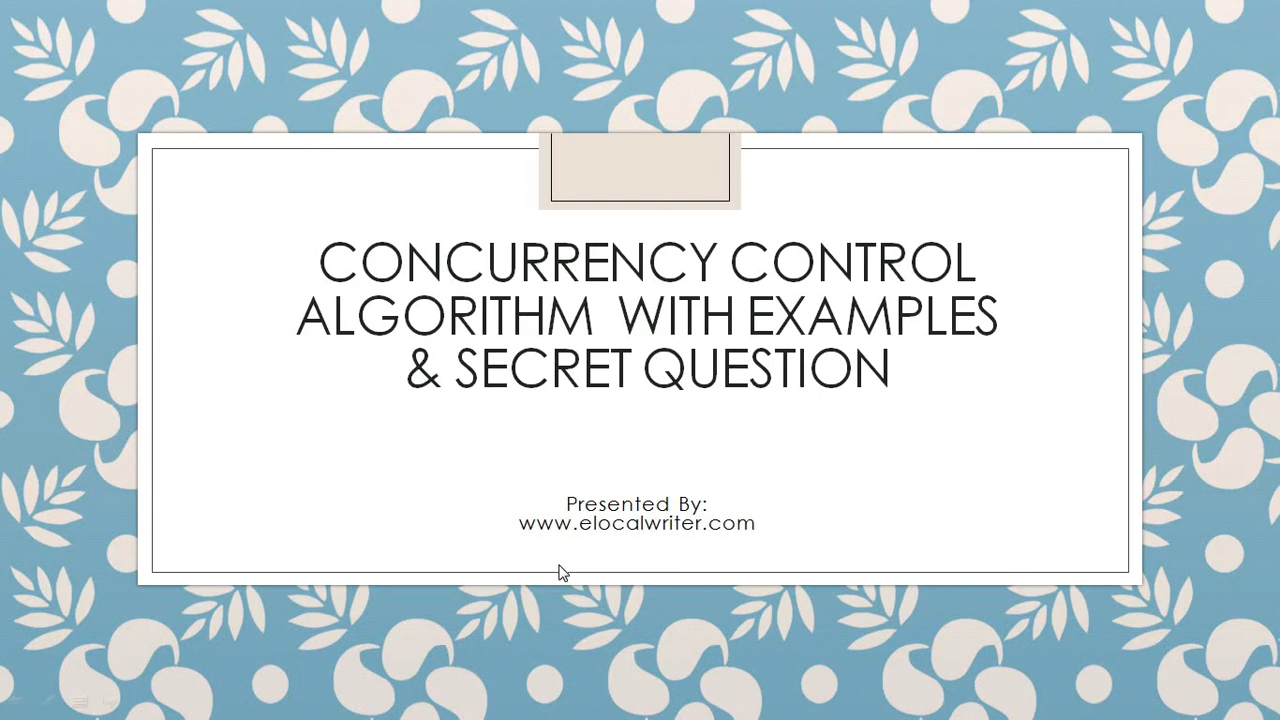 CONCURRENCY CONTROL
ALGORITHM WITH EXAMPLES
& SECRET QUESTION
Presented By:
www.elocalwriter.com